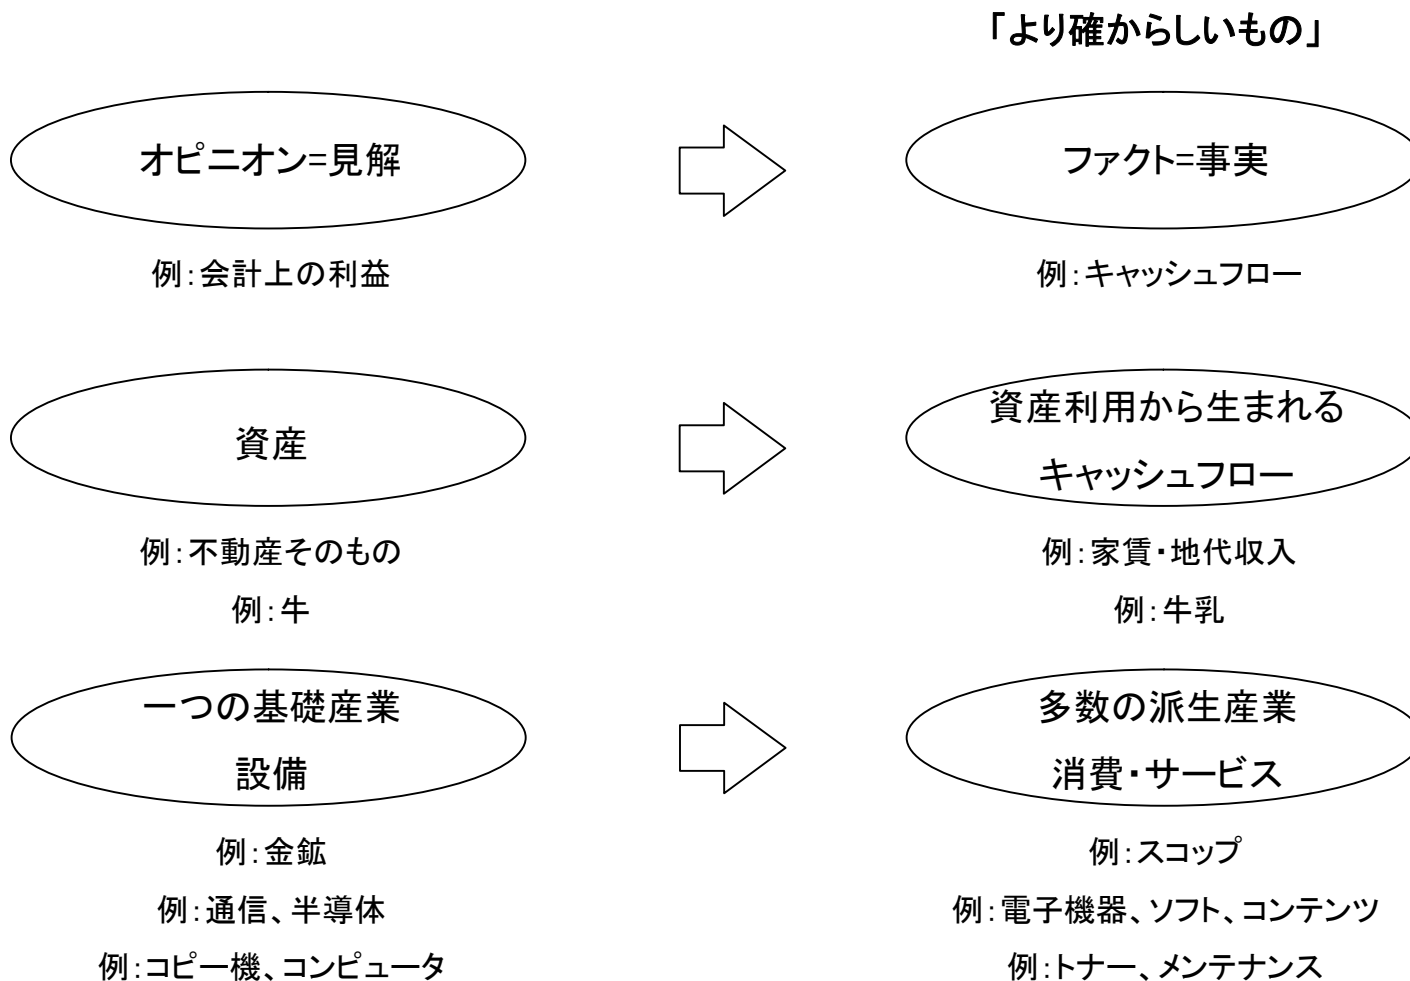 「より確からしいもの」
オピニオン=見解
ファクト=事実
例:会計上の利益
例:キャッシュフロー
資産
資産利用から生まれる
キャッシュフロー
例:不動産そのもの
例:家賃・地代収入
例:牛
例:牛乳
一つの基礎産業
設備
多数の派生産業
消費・サービス
例:金鉱
例:スコップ
例:通信、半導体
例:電子機器、ソフト、コンテンツ
例:コピー機、コンピュータ
例:トナー、メンテナンス